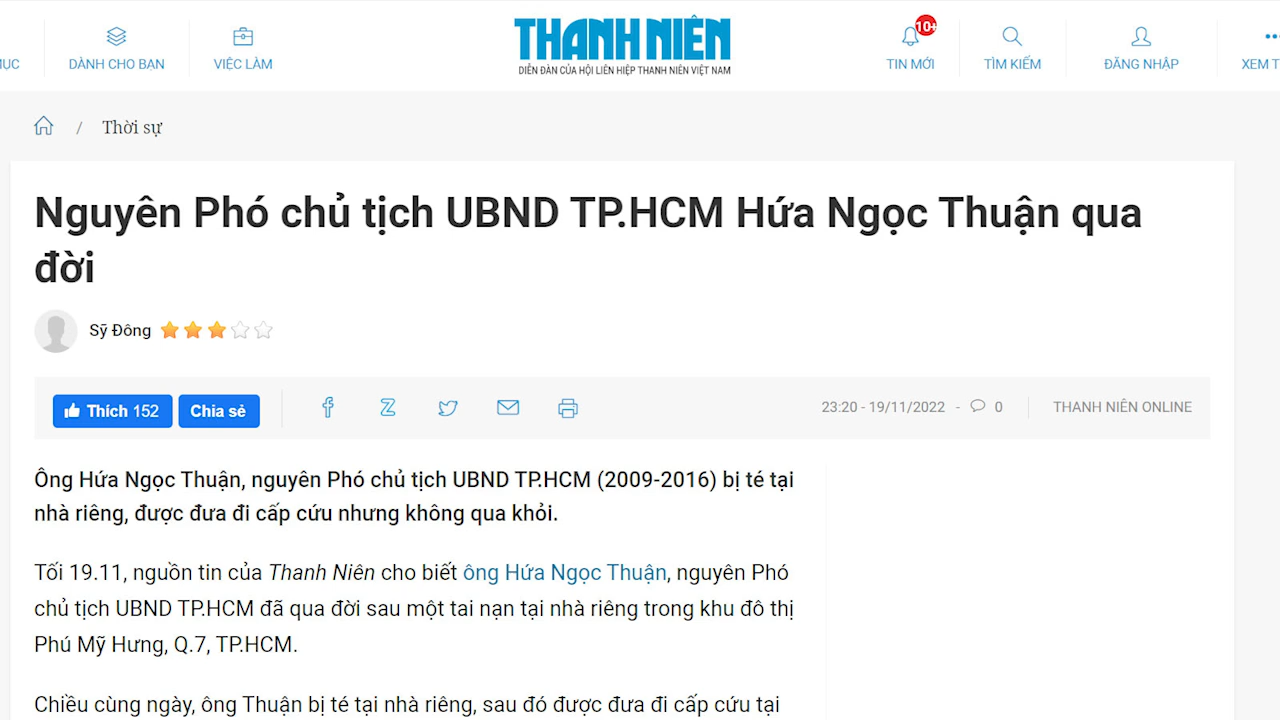 MỤC
DÀNH CHO BẠN
VIỆC LÀM
THANH NIÊN
DIỄN ĐÀN CỦA HỘI LIÊN HIỆP THANH NIÊN VIỆT NAM
10+
TIN MỚI
TÌM KIẾM
ĐĂNG NHẬP
XEM T
/ Thời sự
Nguyên Phó chủ tịch UBND TP.HCM Hứa Ngọc Thuận qua
đời
Sỹ Đông
Thích 152
Chia sẻ
23:20 - 19/11/2022 - 0
THANH NIÊN ONLINE
Ông Hứa Ngọc Thuận, nguyên Phó chủ tịch UBND TP.HCM (2009-2016) bị té tại
nhà riêng, được đưa đi cấp cứu nhưng không qua khỏi.
Tối 19.11, nguồn tin của Thanh Niên cho biết ông Hứa Ngọc Thuận, nguyên Phó
chủ tịch UBND TP.HCM đã qua đời sau một tai nạn tại nhà riêng trong khu đô thị
Phú Mỹ Hưng, Q.7, TP.HCM.
Chiều cùng ngày, ông Thuận bị té tại nhà riêng, sau đó được đưa đi cấp cứu tại